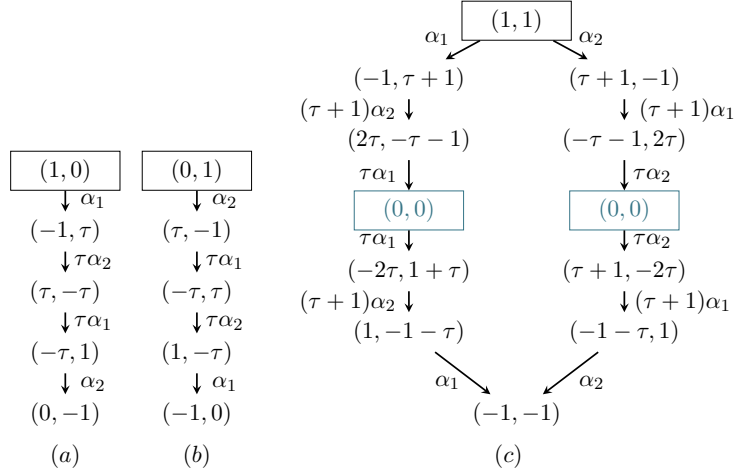 (1, 1)
α₁ α₂
(−1, τ + 1) (τ + 1, −1)
(τ + 1)α₂ (τ + 1)α₁
(2τ, −τ − 1) (−τ − 1, 2τ)
τα₁ τα₂
(0, 0) (0, 0)
τα₁ τα₂
(−2τ, 1 + τ) (τ + 1, −2τ)
(τ + 1)α₂ (τ + 1)α₁
(1, −1 − τ) (−1 − τ, 1)
α₁ α₂
(−1, −1)
(c)
(1, 0)
α₁
(−1, τ)
τα₂
(τ, −τ)
τα₁
(−τ, 1)
α₂
(0, −1)
(a)
(0, 1)
α₂
(τ, −1)
τα₁
(−τ, τ)
τα₂
(1, −τ)
α₁
(−1, 0)
(b)